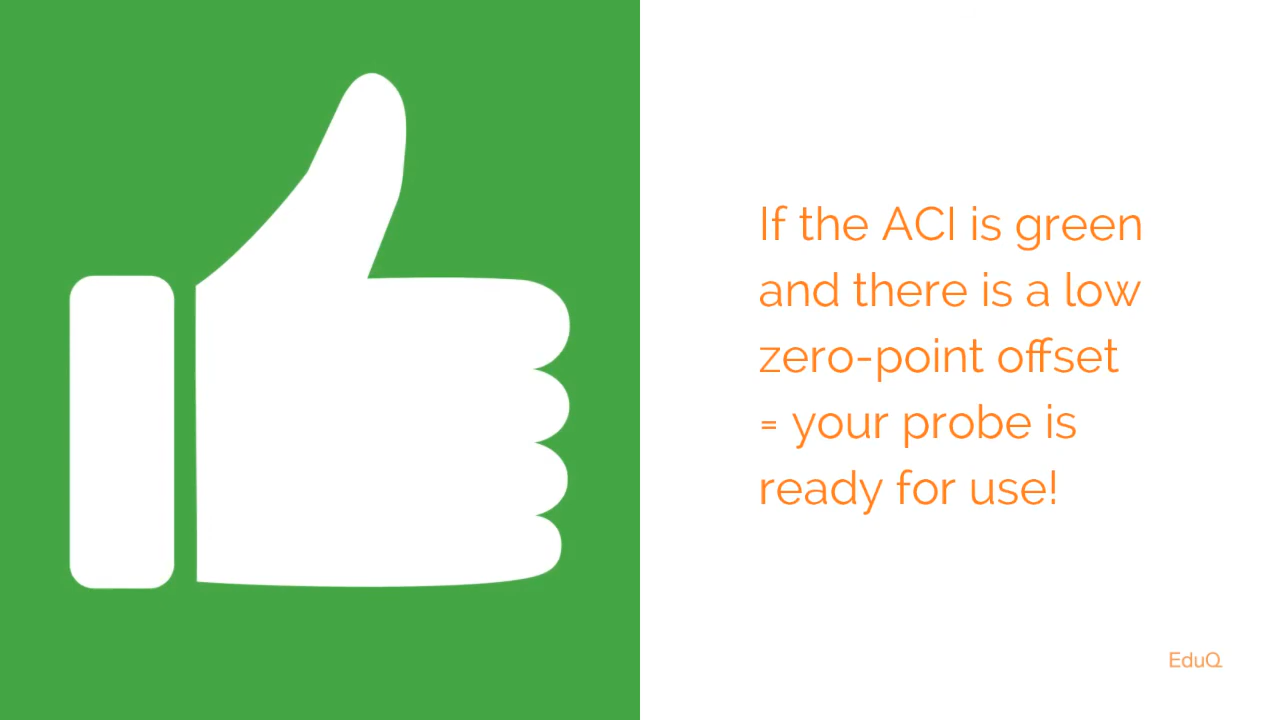 If the ACI is green
and there is a low
zero-point offset
= your probe is
ready for use!
EduQ